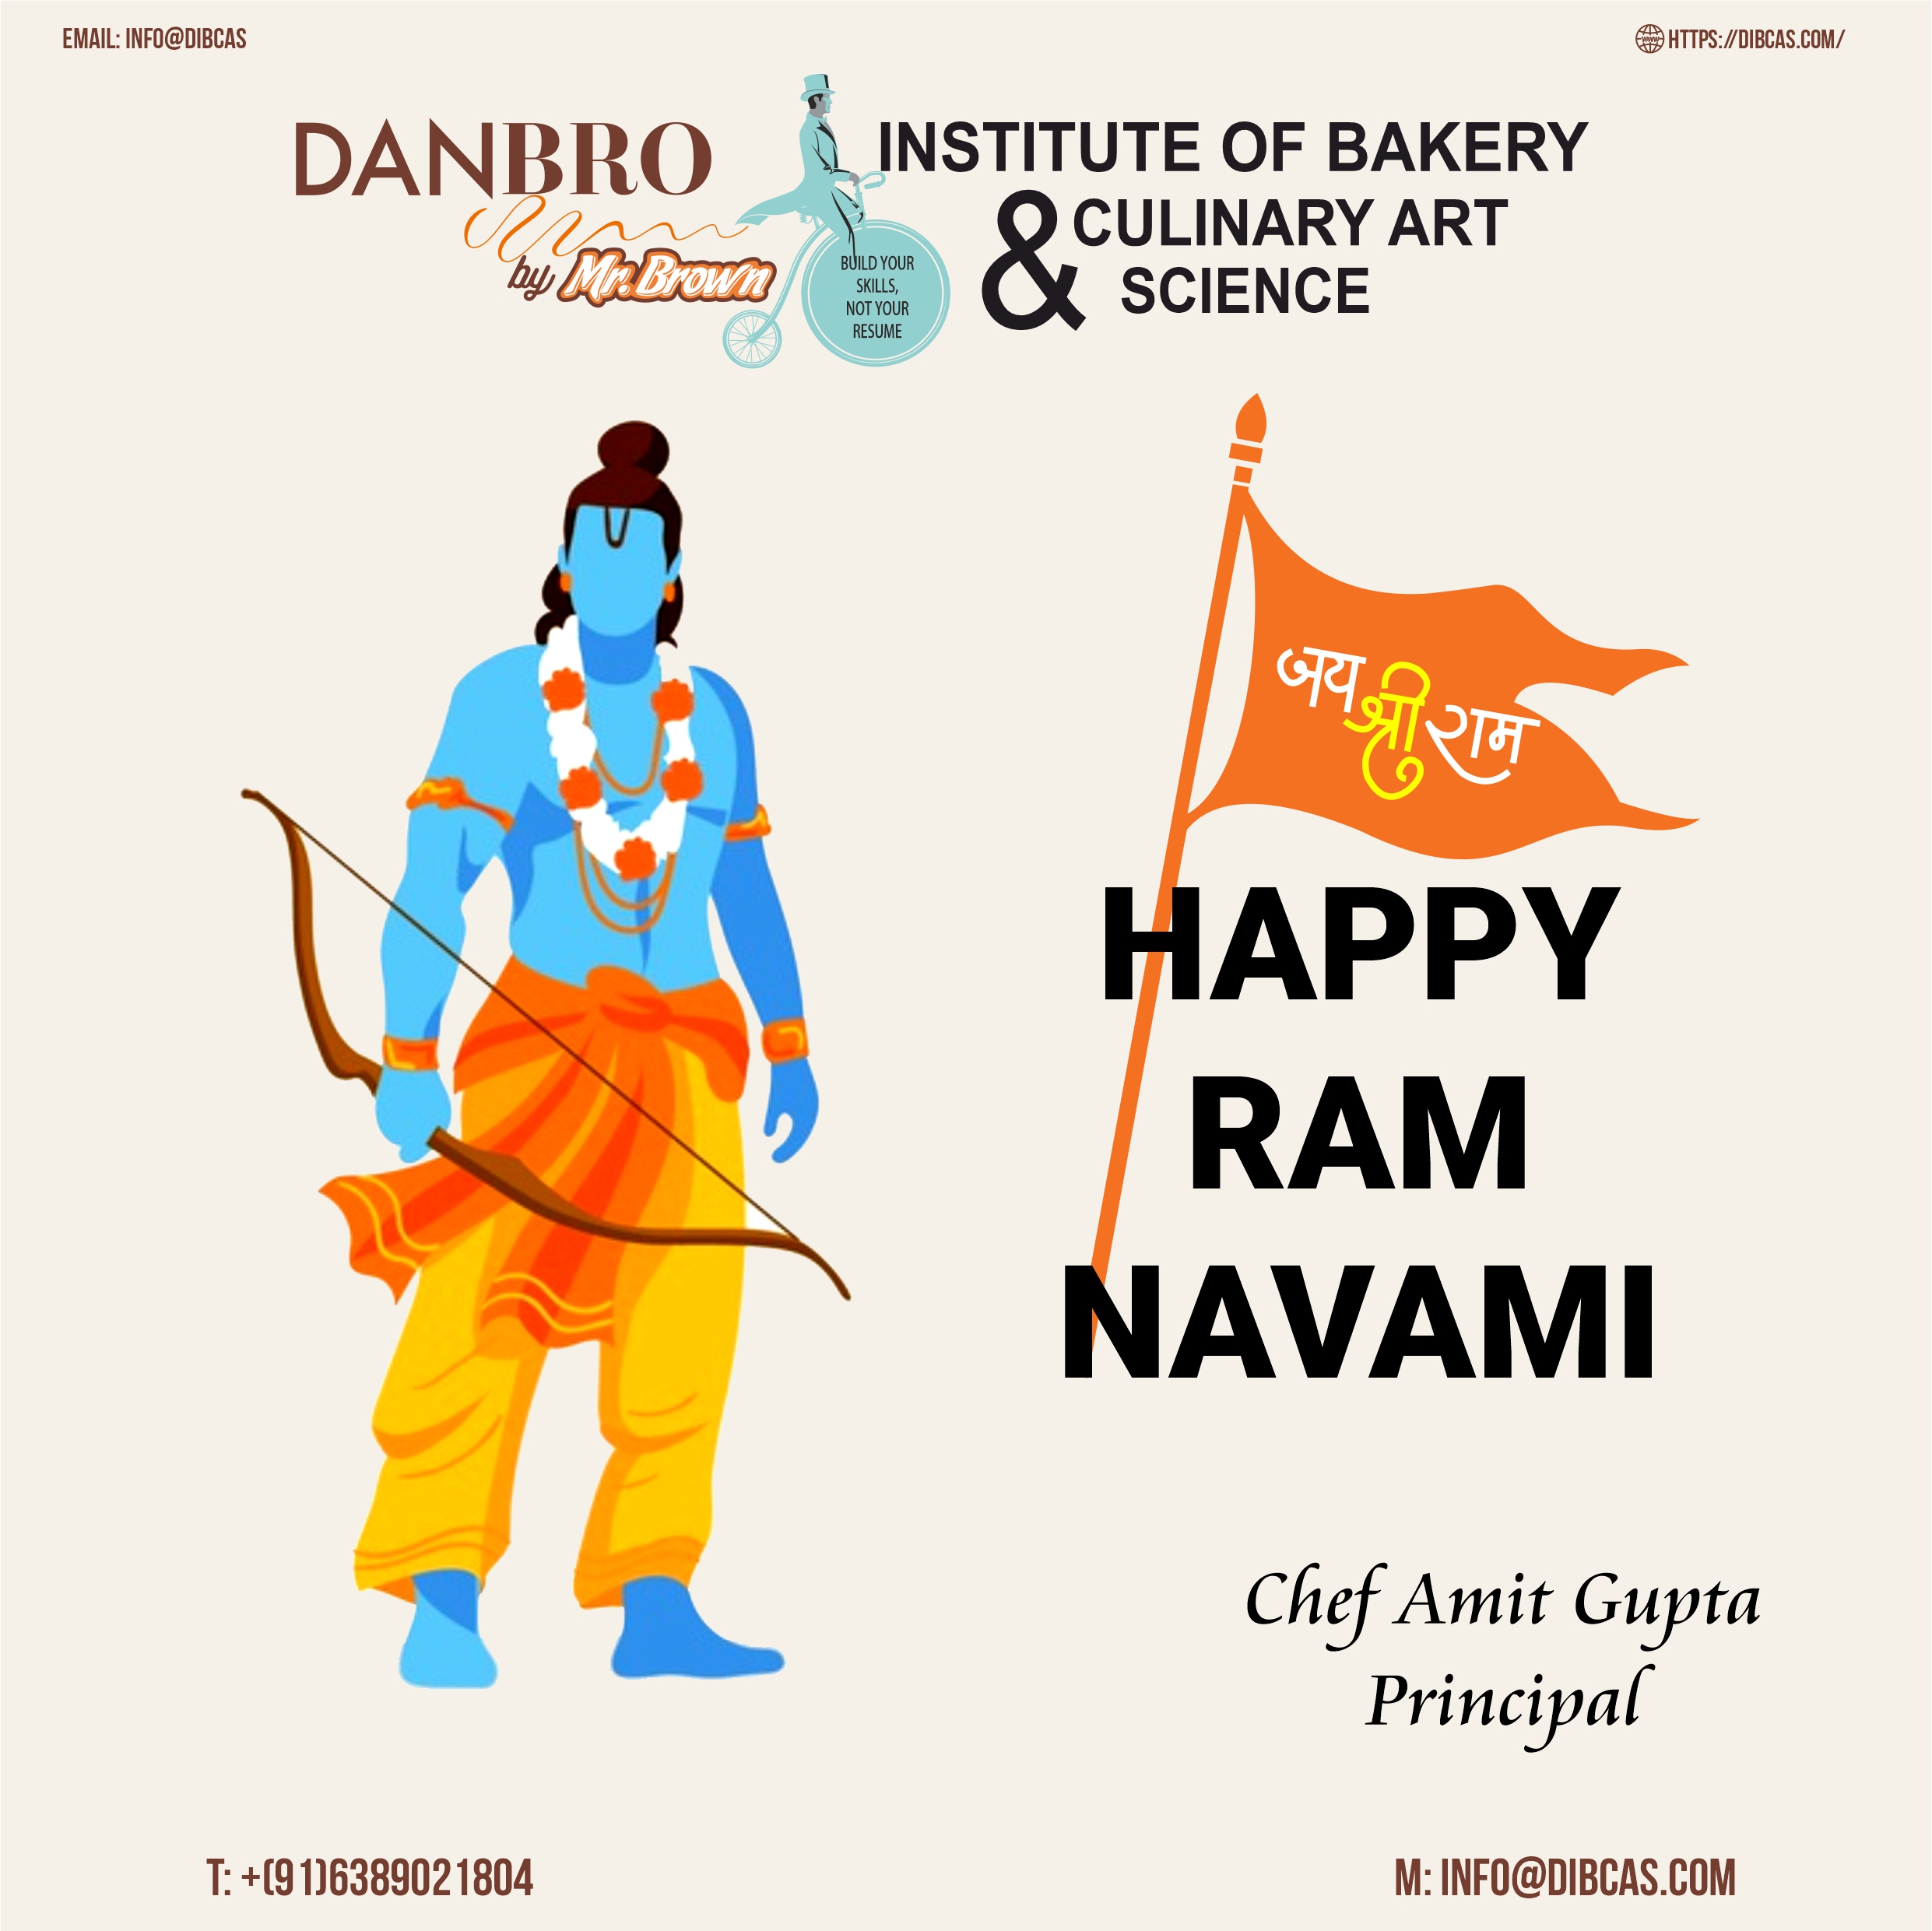 EMAIL: INFO@DIBCAS
HTTPS://DIBCAS.COM/
DANBRO
by Mr. Brown
BUILD YOUR
SKILLS,
NOT YOUR
RESUME
INSTITUTE OF BAKERY
& CULINARY ART
SCIENCE
जय श्री राम
HAPPY
RAM
NAVAMI
Chef Amit Gupta
Principal
T: +(91)6389021804
M: INFO@DIBCAS.COM